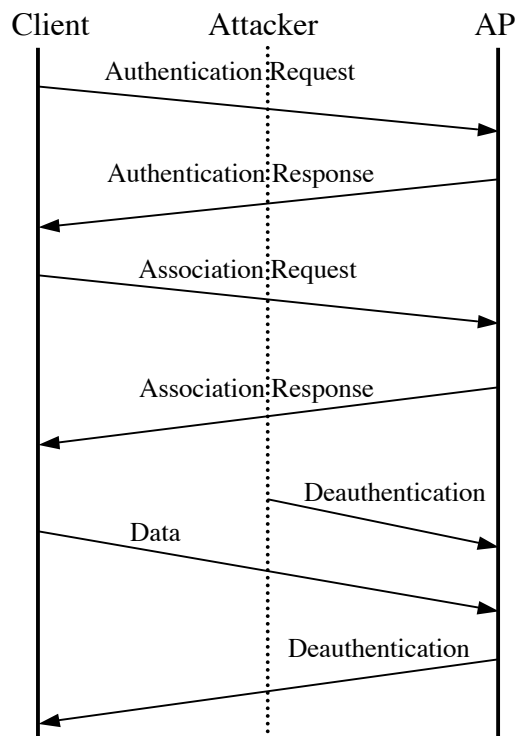 Client Attacker AP
Authentication Request
Authentication Response
Association Request
Association Response
Deauthentication
Data
Deauthentication